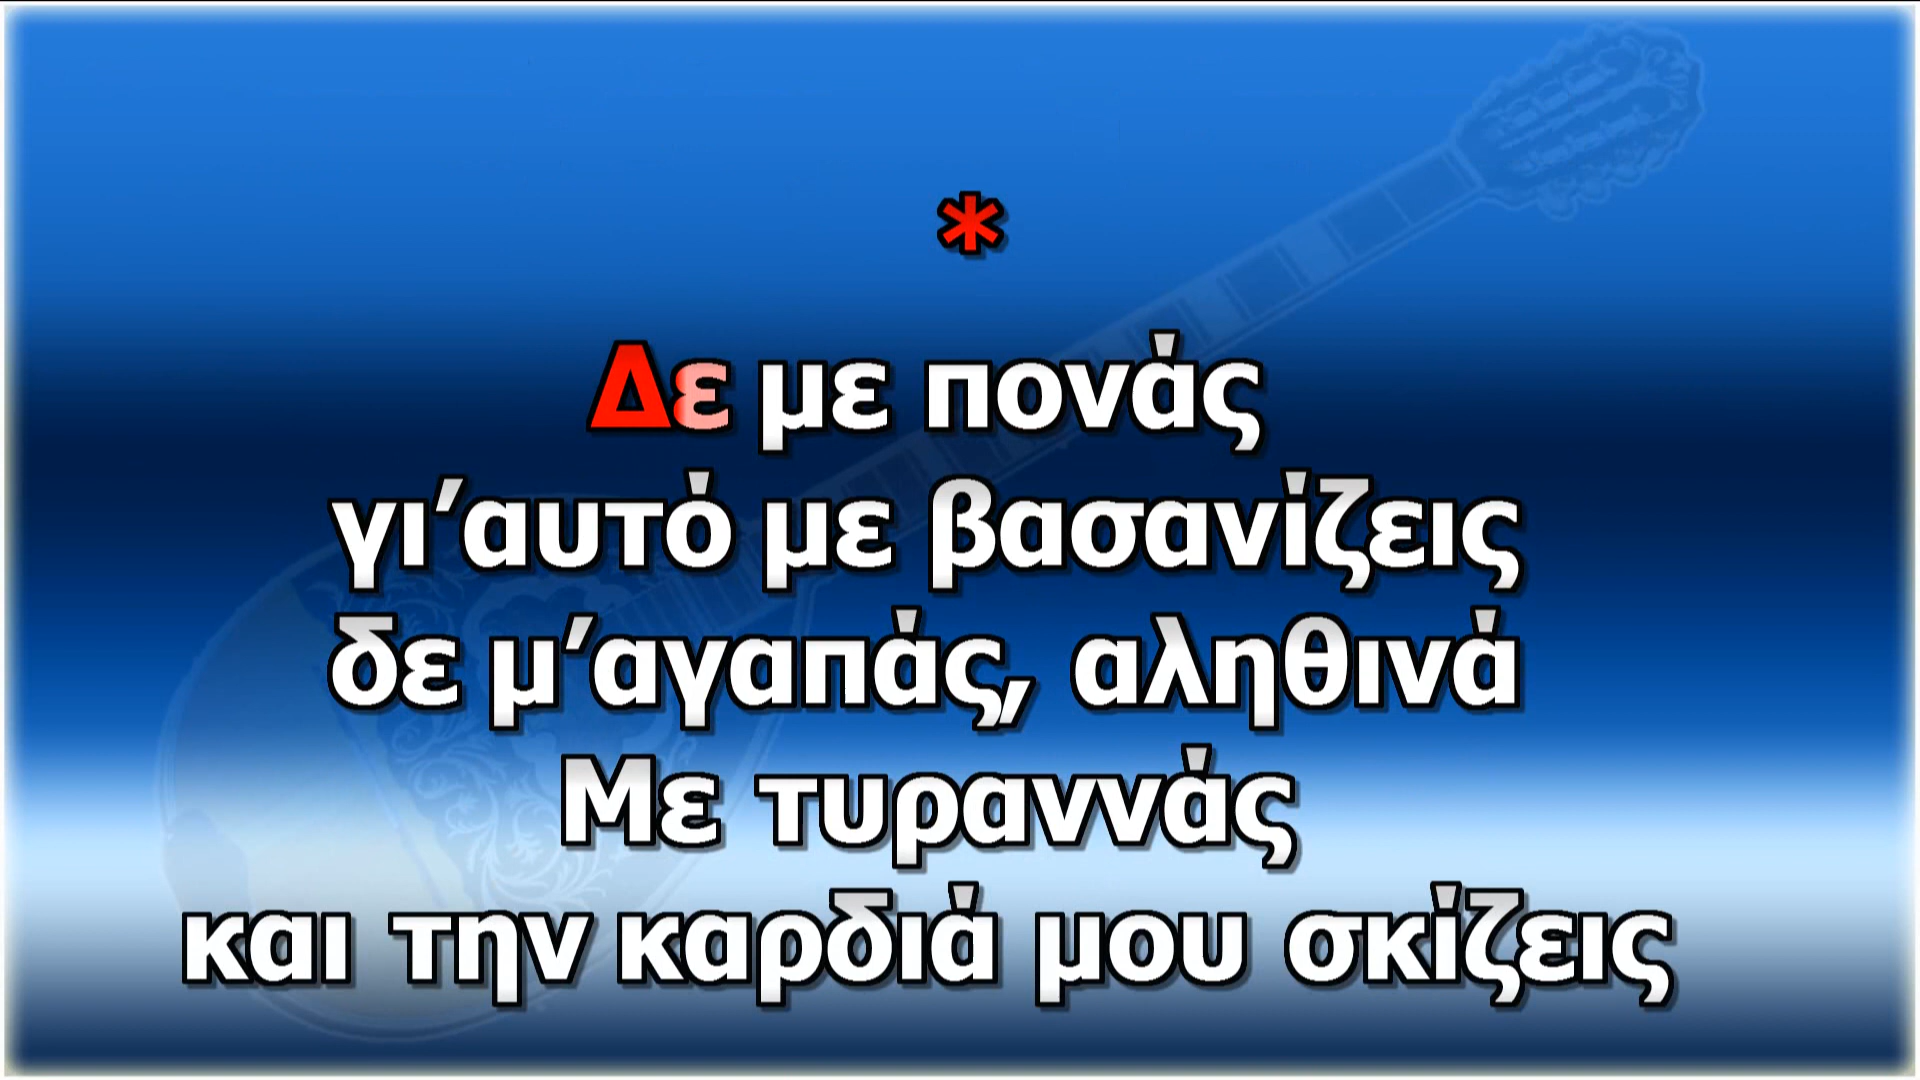 *
Δε με πονάς
γι’αυτό με βασανίζεις
δε μ’αγαπάς, αληθινά
Με τυραννάς
και την καρδιά μου σκίζεις